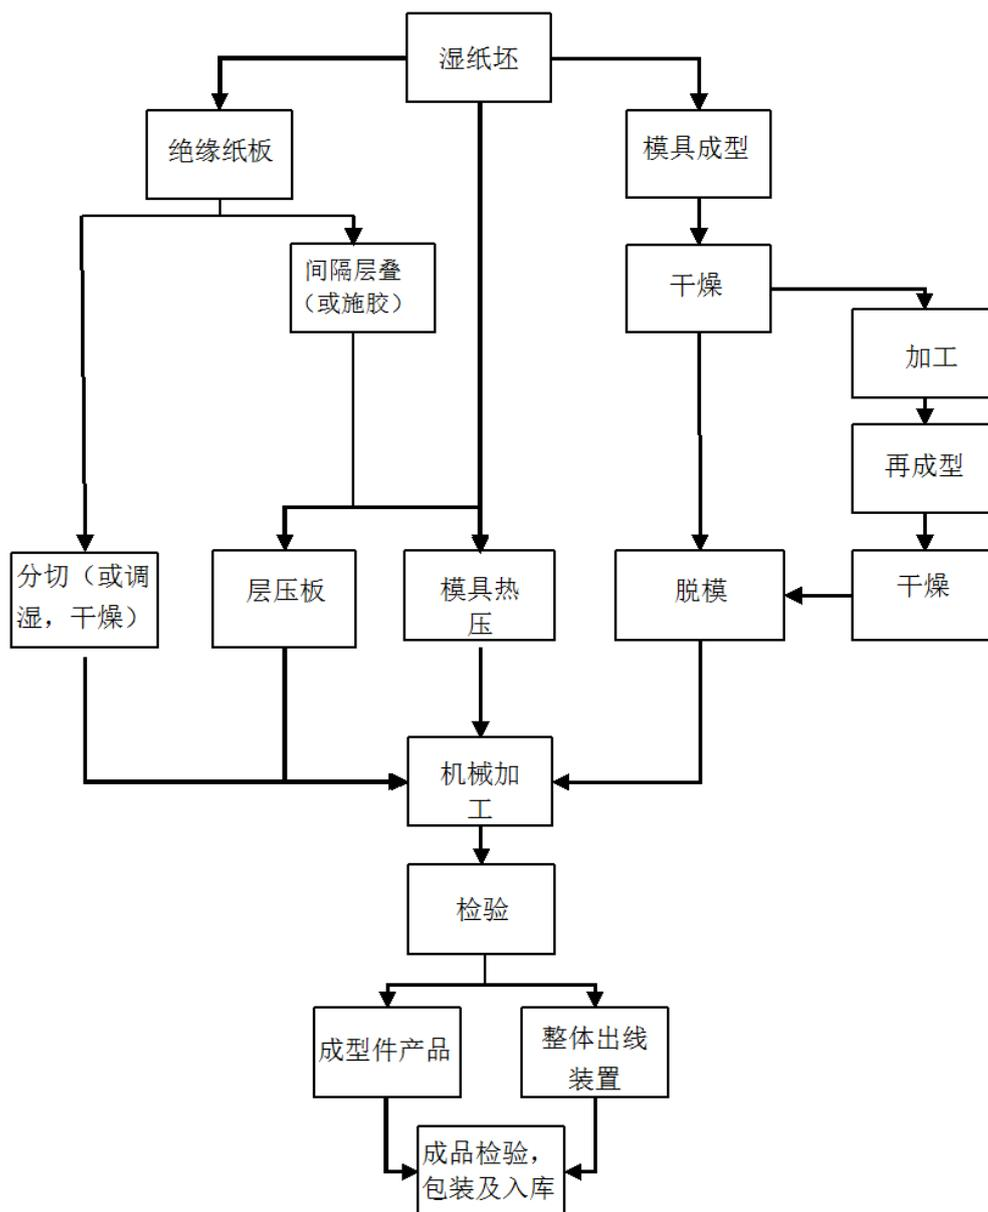 湿纸坯
绝缘纸板
模具成型
间隔层叠
（或施胶）
干燥
加工
再成型
分切（或调
湿，干燥）
层压板
模具热
压
脱模
干燥
机械加
工
检验
成型件产品
整体出线
装置
成品检验，
包装及入库